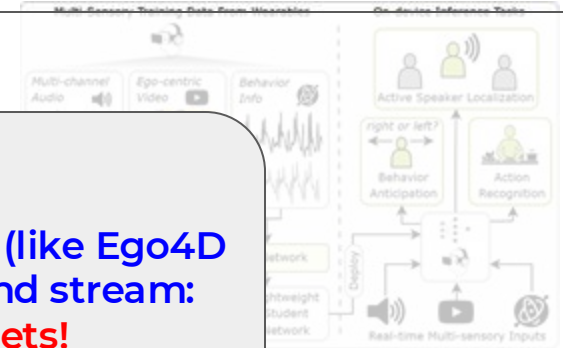 Multi-Sensory Training Data From Wearables
On-device Inference Tasks
Multi-channel
Audio
Ego-centric
Video
Behavior
Info
Active Speaker Localization
right or left?
Behavior
Anticipation
Action
Recognition
(like Ego4D
nd stream:
ets!
etwork
ightweight
Student
Network
Deploy
Real-time Multi-sensory Inputs